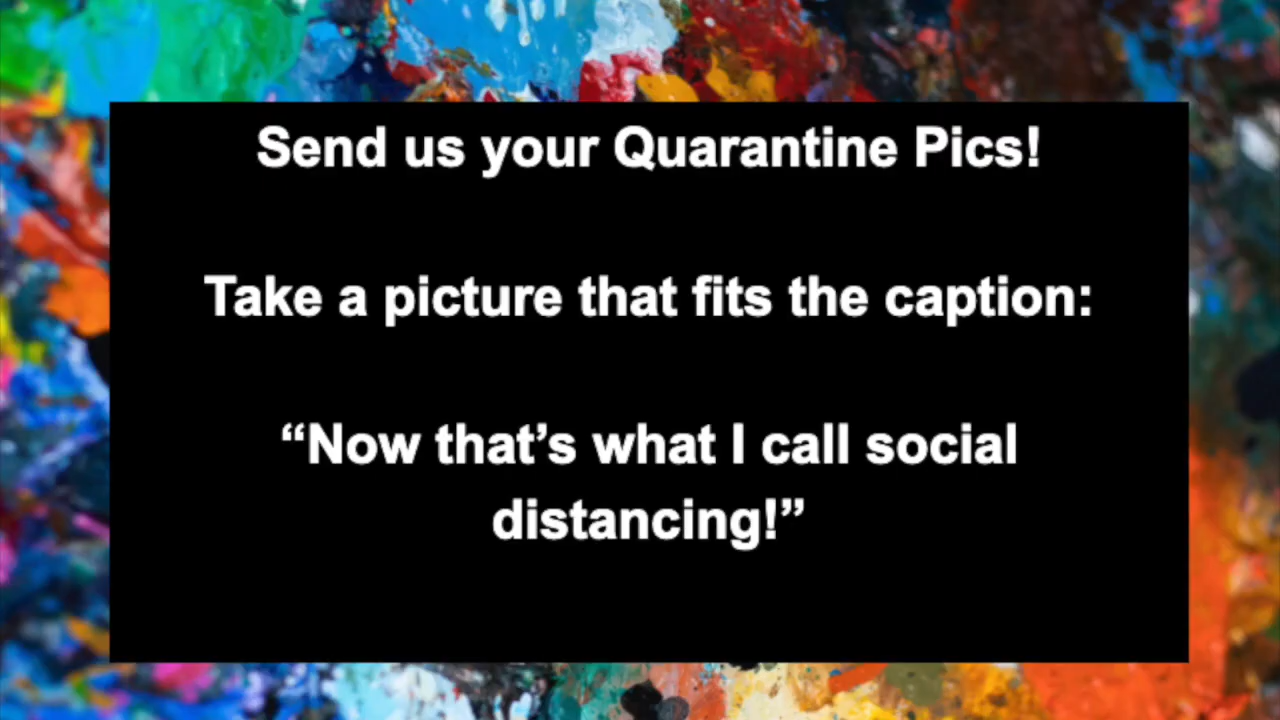 Send us your Quarantine Pics!
Take a picture that fits the caption:
“Now that’s what I call social
distancing!”